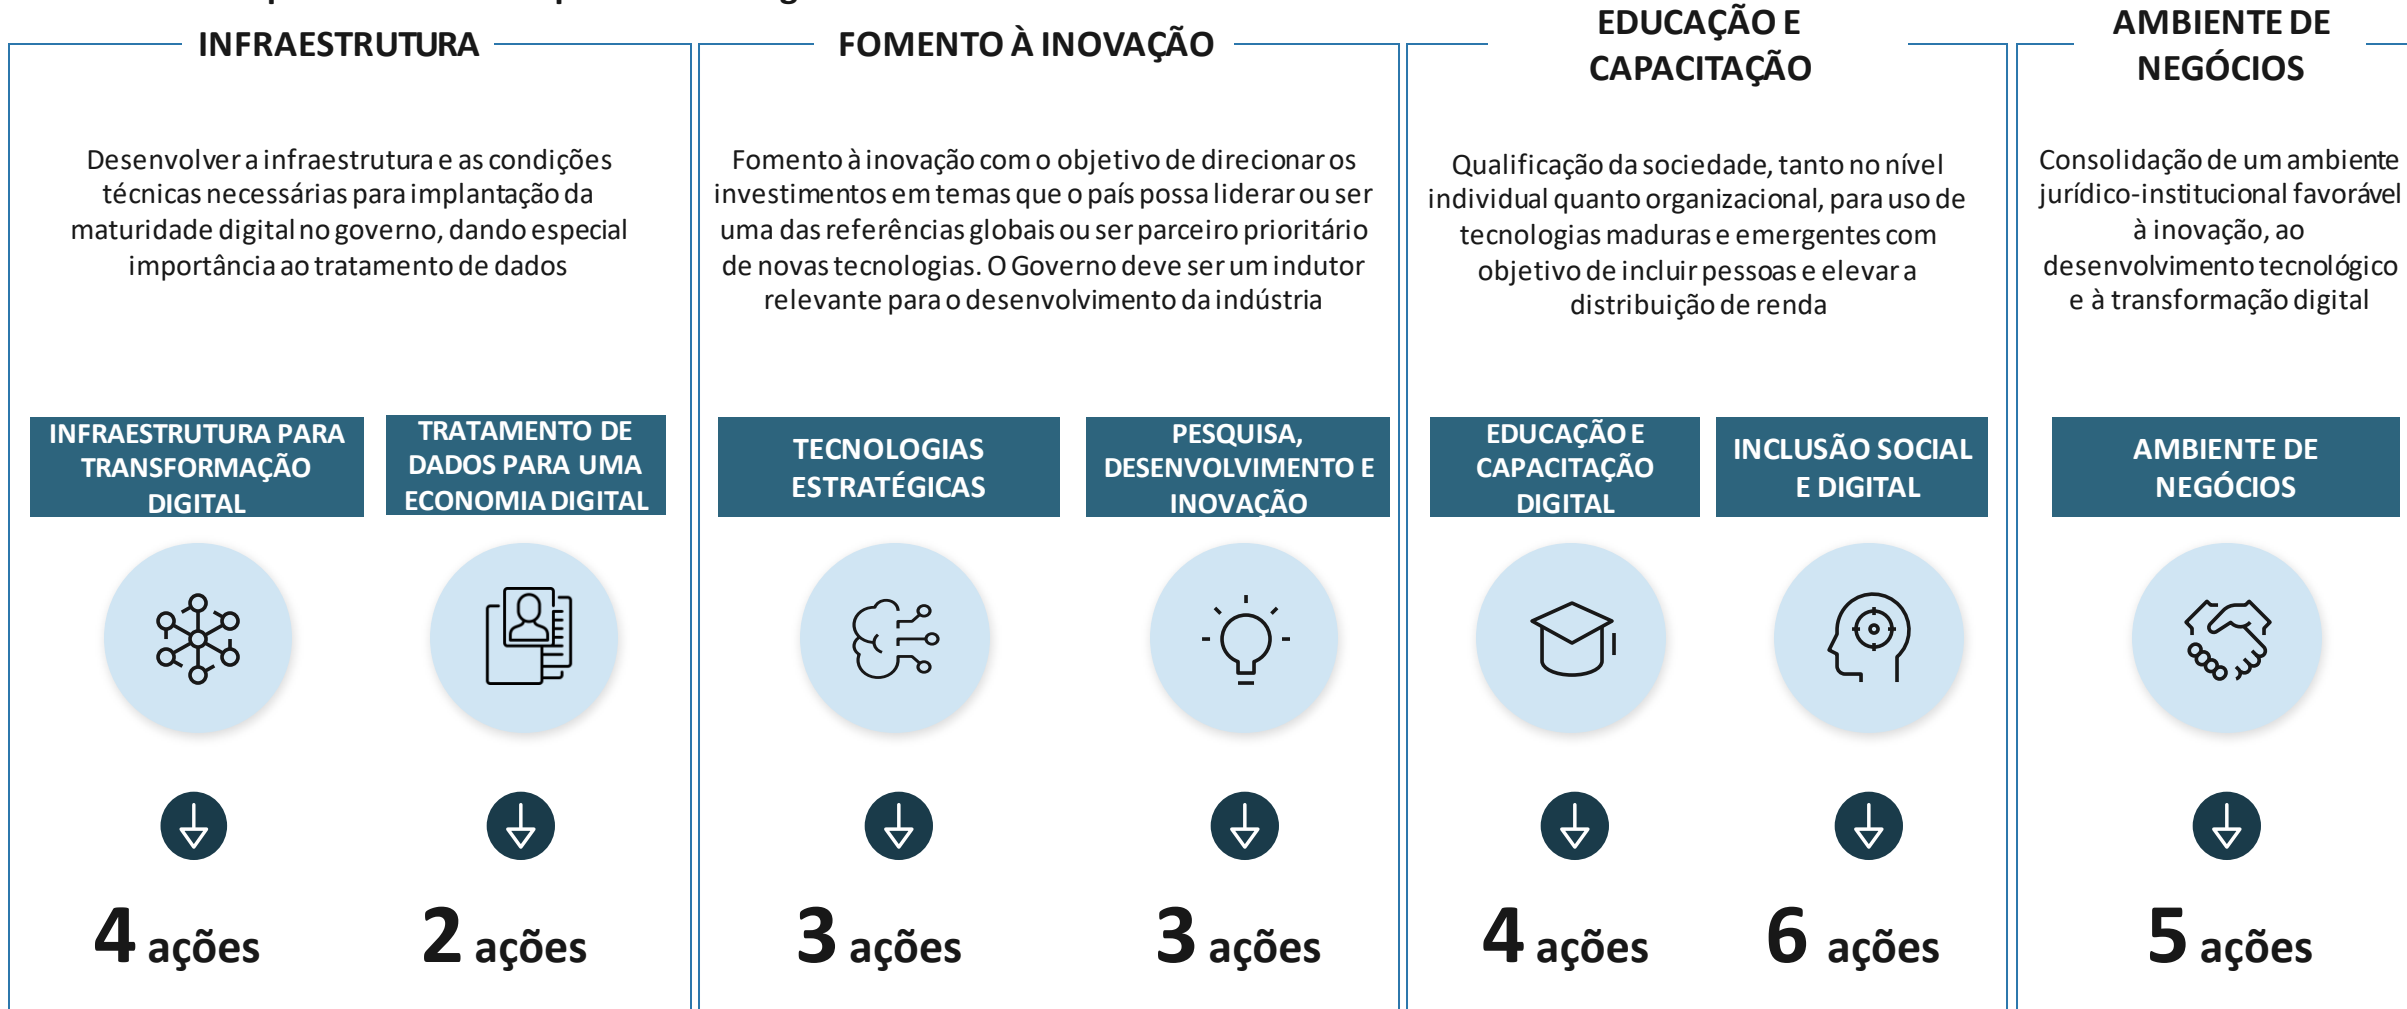 INFRAESTRUTURA
Desenvolver a infraestrutura e as condições
técnicas necessárias para implantação da
maturidade digital no governo, dando especial
importância ao tratamento de dados
INFRAESTRUTURA PARA
TRANSFORMAÇÃO
DIGITAL
4 ações
TRATAMENTO DE
DADOS PARA UMA
ECONOMIA DIGITAL
2 ações
FOMENTO À INOVAÇÃO
Fomento à inovação com o objetivo de direcionar os
investimentos em temas que o país possa liderar ou ser
uma das referências globais ou ser parceiro prioritário
de novas tecnologias. O Governo deve ser um indutor
relevante para o desenvolvimento da indústria
TECNOLOGIAS
ESTRATÉGICAS
3 ações
PESQUISA,
DESENVOLVIMENTO E
INOVAÇÃO
3 ações
EDUCAÇÃO E
CAPACITAÇÃO
Qualificação da sociedade, tanto no nível
individual quanto organizacional, para uso de
tecnologias maduras e emergentes com
objetivo de incluir pessoas e elevar a
distribuição de renda
EDUCAÇÃO E
CAPACITAÇÃO
DIGITAL
4 ações
INCLUSÃO SOCIAL
E DIGITAL
6 ações
AMBIENTE DE
NEGÓCIOS
Consolidação de um ambiente
jurídico-institucional favorável
à inovação, ao
desenvolvimento tecnológico
e à transformação digital
AMBIENTE DE
NEGÓCIOS
5 ações